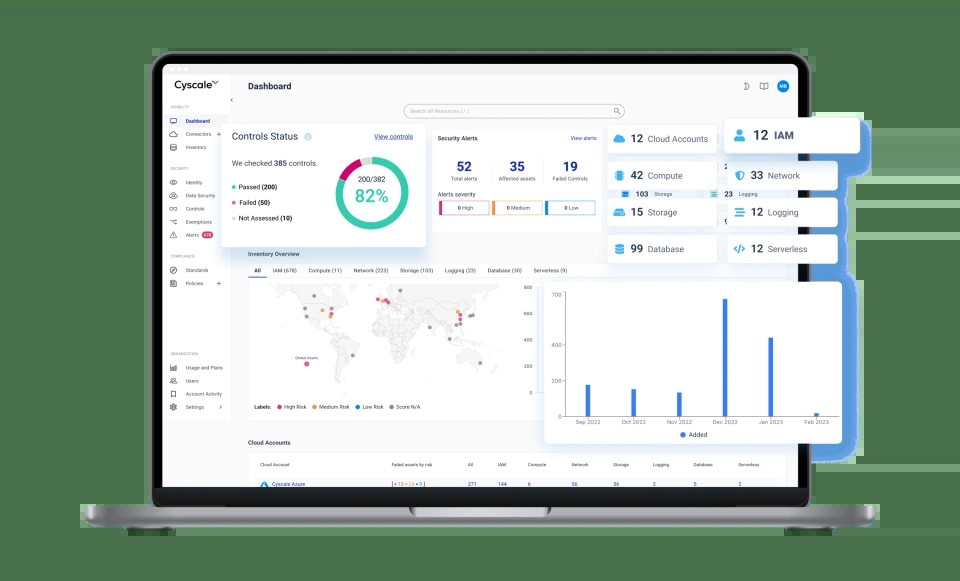 Cyscale
Dashboard
MB
Search all Resources ( / )
VISIBILITY
Dashboard
Connectors +
Inventory
SECURITY
Identity
Data Security
Controls
Exemptions
Alerts
COMPLIANCE
Standards
Policies +
ORGANIZATION
Usage and Plans
Users
Account Activity
Settings
Controls Status
View controls
We checked 385 controls.
Passed (200)
Failed (50)
Not Assessed (10)
200/382
82%
Security Alerts
View alerts
52
Total alerts
35
Affected assets
19
Failed Controls
Alerts severity
0 High
0 Medium
0 Low
12 Cloud Accounts
12 IAM
42 Compute
33 Network
103 Storage
23 Logging
15 Storage
12 Logging
99 Database
12 Serverless
Inventory Overview
All IAM (678) Compute (11) Network (223) Storage (103) Logging (23) Database (30) Serverless (9)
Global Assets
Labels: High Risk Medium Risk Low Risk Score N/A
800
600
400
200
0
700
400
200
0
Sep 2022 Oct 2022 Nov 2022 Dec 2022 Jan 2023 Feb 2023
Added
Cloud Accounts
Cloud Account Failed assets by risk All IAM Compute Network Storage Logging Database Serverless
Cyscale Azure 271 144 6 56 56 2 5 2